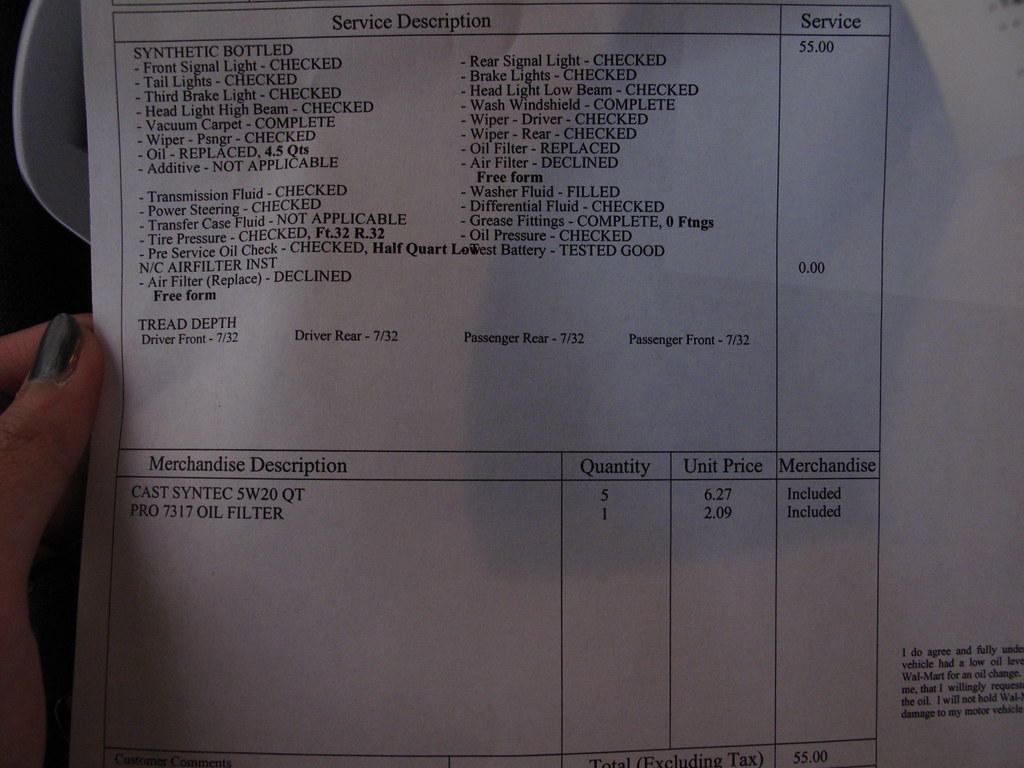 Service Description Service
SYNTHETIC BOTTLED 55.00
- Front Signal Light - CHECKED - Rear Signal Light - CHECKED
- Tail Lights - CHECKED - Brake Lights - CHECKED
- Third Brake Light - CHECKED - Head Light Low Beam - CHECKED
- Head Light High Beam - CHECKED - Wash Windshield - COMPLETE
- Vacuum Carpet - COMPLETE - Wiper - Driver - CHECKED
- Wiper - Psngr - CHECKED - Wiper - Rear - CHECKED
- Oil - REPLACED, 4.5 Qts - Oil Filter - REPLACED
- Additive - NOT APPLICABLE - Air Filter - DECLINED
Free form
- Transmission Fluid - CHECKED - Washer Fluid - FILLED
- Power Steering - CHECKED - Differential Fluid - CHECKED
- Transfer Case Fluid - NOT APPLICABLE - Grease Fittings - COMPLETE, 0 Ftngs
- Tire Pressure - CHECKED, Ft.32 R.32 - Oil Pressure - CHECKED
- Pre Service Oil Check - CHECKED, Half Quart Low Test Battery - TESTED GOOD
N/C AIRFILTER INST 0.00
- Air Filter (Replace) - DECLINED
Free form
TREAD DEPTH
Driver Front - 7/32 Driver Rear - 7/32 Passenger Rear - 7/32 Passenger Front - 7/32
Merchandise Description Quantity Unit Price Merchandise
CAST SYNTEC 5W20 QT 5 6.27 Included
PRO 7317 OIL FILTER 1 2.09 Included
I do agree and fully unde
vehicle had a low oil leve
Wal-Mart for an oil change.
me, that I willingly request
the oil. I will not hold Wal-
damage to my motor vehicle
Customer Comments Total (Excluding Tax) 55.00